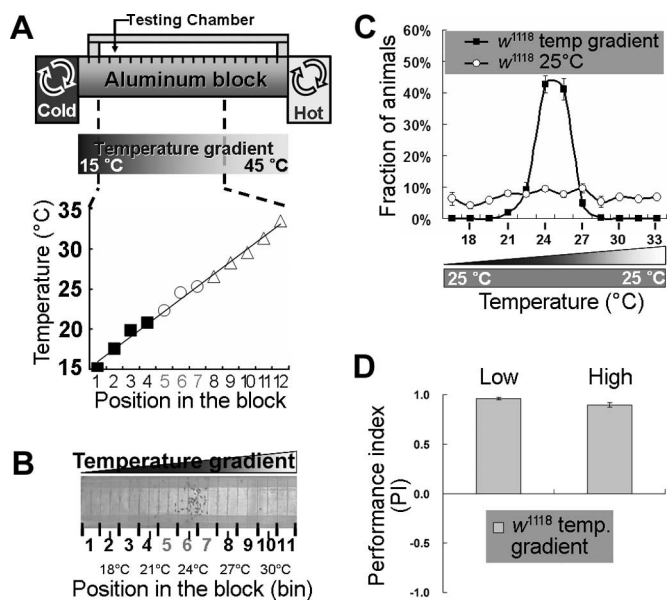 A
Testing Chamber
Aluminum block
Cold
Hot
Temperature gradient
15 °C
45 °C
Temperature (°C)
35
30
25
20
15
1 2 3 4 5 6 7 8 9 10 11 12
Position in the block
B
Temperature gradient
1 2 3 4 5 6 7 8 9 10 11
18°C 21°C 24°C 27°C 30°C
Position in the block (bin)
C
w1118 temp gradient
w1118 25°C
Fraction of animals
60%
50%
40%
30%
20%
10%
0%
18 21 24 27 30 33
25 °C
25 °C
Temperature (°C)
D
Low
High
Performance index
(PI)
1.0
0.5
0.0
-0.5
-1.0
w1118 temp.
gradient